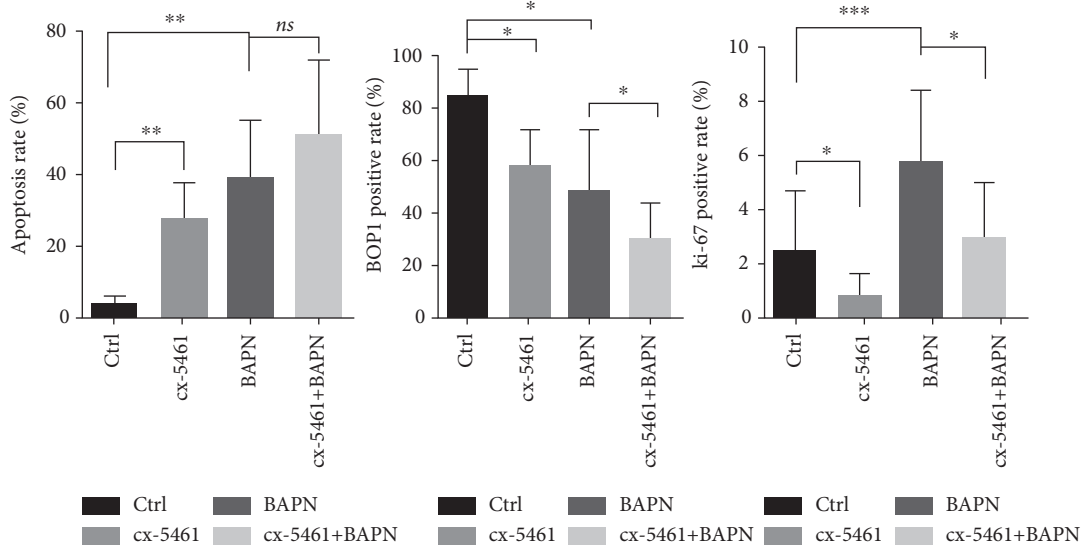 Apoptosis rate (%)
80
60
40
20
0
**
**
ns
Ctrl
cx-5461
BAPN
cx-5461+BAPN
Ctrl
BAPN
cx-5461
cx-5461+BAPN
BOP1 positive rate (%)
100
80
60
40
20
0
*
*
*
Ctrl
cx-5461
BAPN
cx-5461+BAPN
Ctrl
BAPN
cx-5461
cx-5461+BAPN
ki-67 positive rate (%)
10
8
6
4
2
0
***
*
*
Ctrl
cx-5461
BAPN
cx-5461+BAPN
Ctrl
BAPN
cx-5461
cx-5461+BAPN